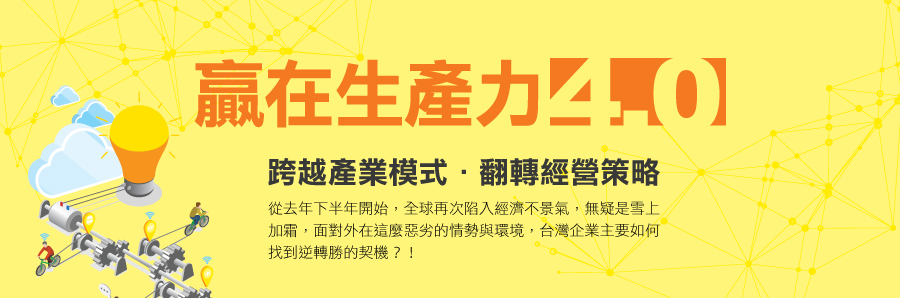 贏在生產力4.0
跨越產業模式．翻轉經營策略
從去年下半年開始，全球再次陷入經濟不景氣，無疑是雪上
加霜，面對外在這麼惡劣的情勢與環境，台灣企業主要如何
找到逆轉勝的契機？！